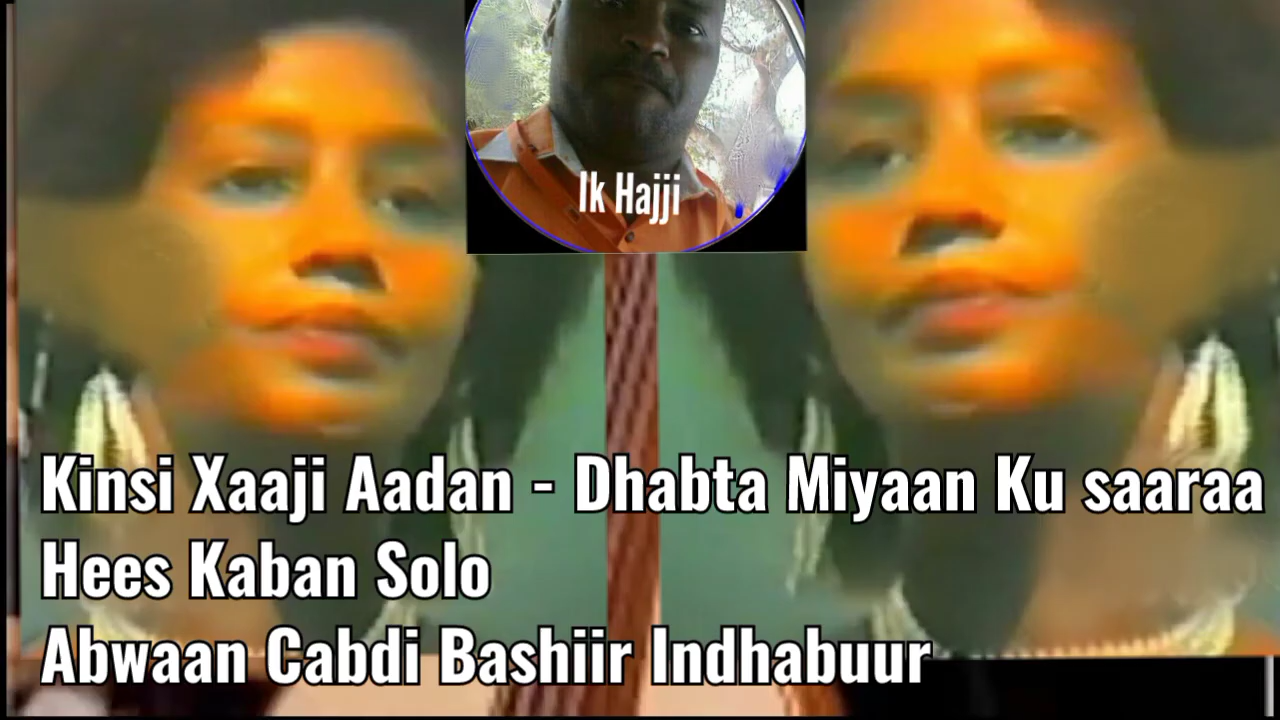 Ik Hajji
Kinsi Xaaji Aadan - Dhabta Miyaan Ku saaraa
Hees Kaban Solo
Abwaan Cabdi Bashiir Indhabuur